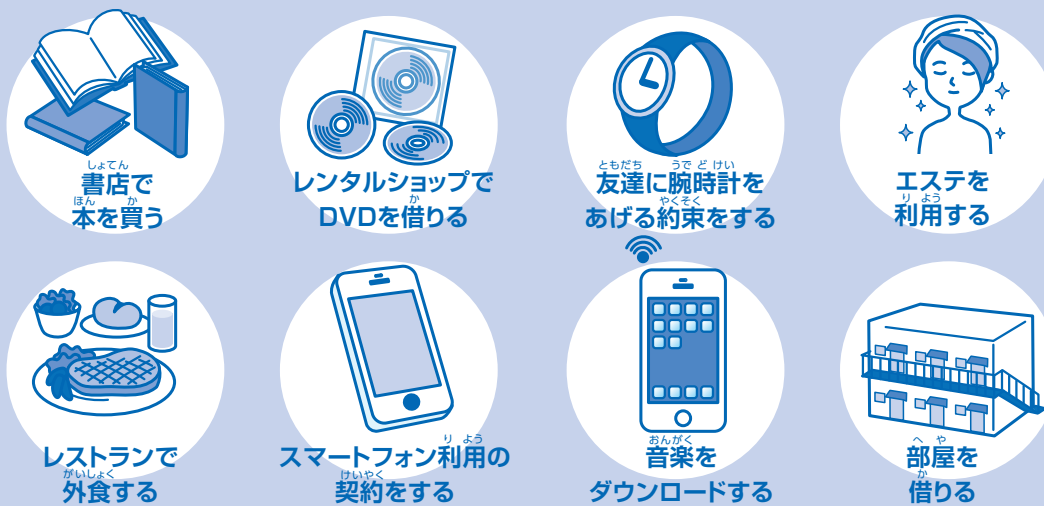 しょてん
書店で
ほん か
本を買う
レンタルショップで
か
DVDを借りる
ともだち うで ど けい
友達に腕時計を
やくそく
あげる約束をする
エステを
り よう
利用する
レストランで
がいしょく
外食する
り よう
スマートフォン利用の
けいやく
契約をする
おんがく
音楽を
ダウンロードする
へ や
部屋を
か
借りる